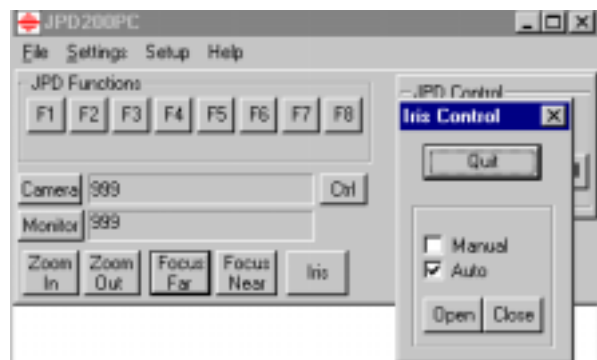 JPD200PC
File Settings Setup Help
JPD Functions
F1 F2 F3 F4 F5 F6 F7 F8
Camera 999 Ctrl
Monitor 999
Zoom In Zoom Out Focus Far Focus Near Iris
JPD Control
Iris Control
Quit
Manual
Auto
Open Close